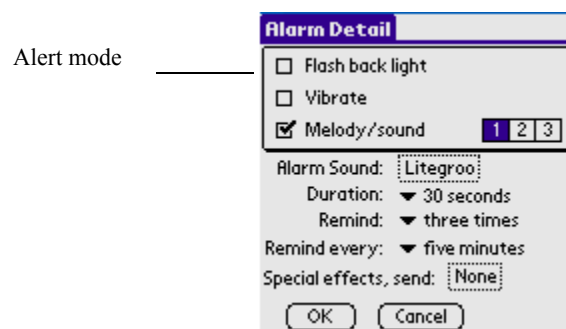 Alarm Detail
Alert mode
Flash back light
Vibrate
Melody/sound 1 2 3
Alarm Sound: Litegroo
Duration: 30 seconds
Remind: three times
Remind every: five minutes
Special effects, send: None
OK Cancel